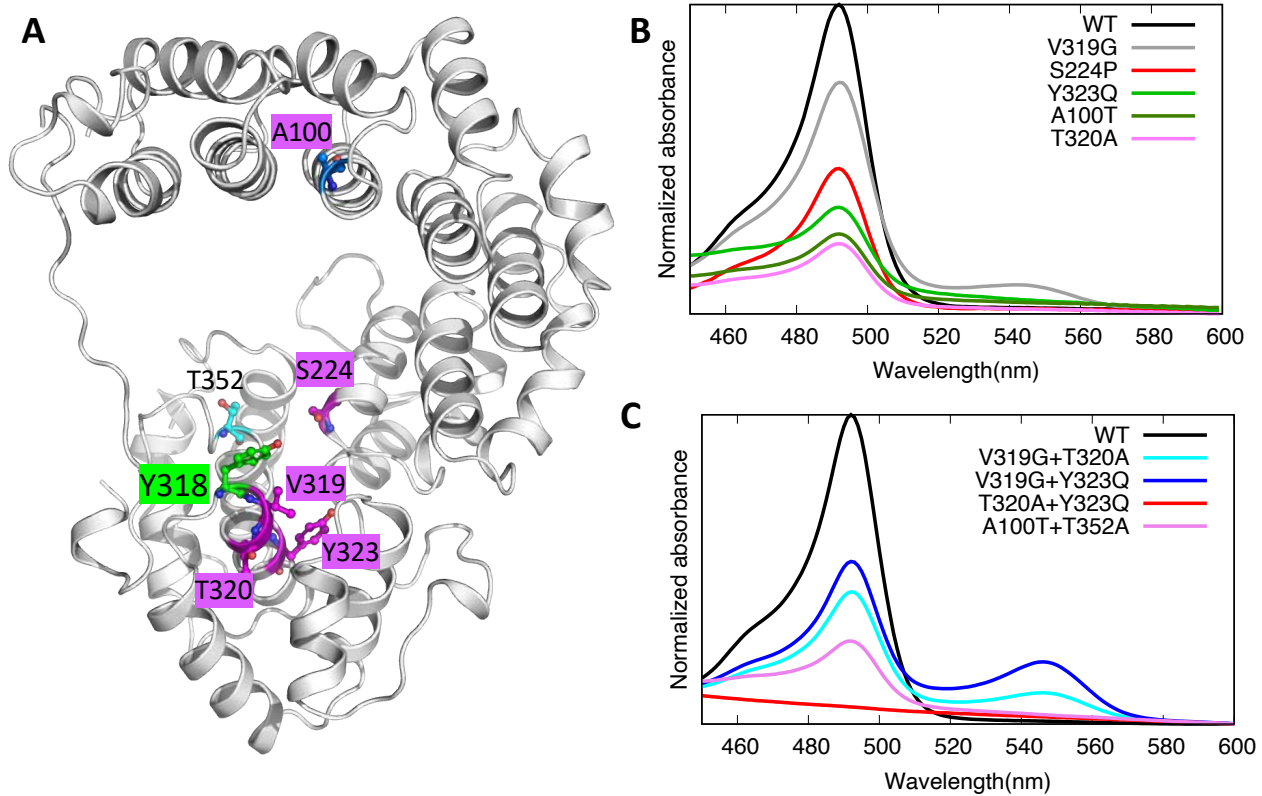 A
A100
T352
S224
Y318
V319
Y323
T320
B
Normalized absorbance
WT
V319G
S224P
Y323Q
A100T
T320A
460 480 500 520 540 560 580 600
Wavelength(nm)
C
Normalized absorbance
WT
V319G+T320A
V319G+Y323Q
T320A+Y323Q
A100T+T352A
460 480 500 520 540 560 580 600
Wavelength(nm)